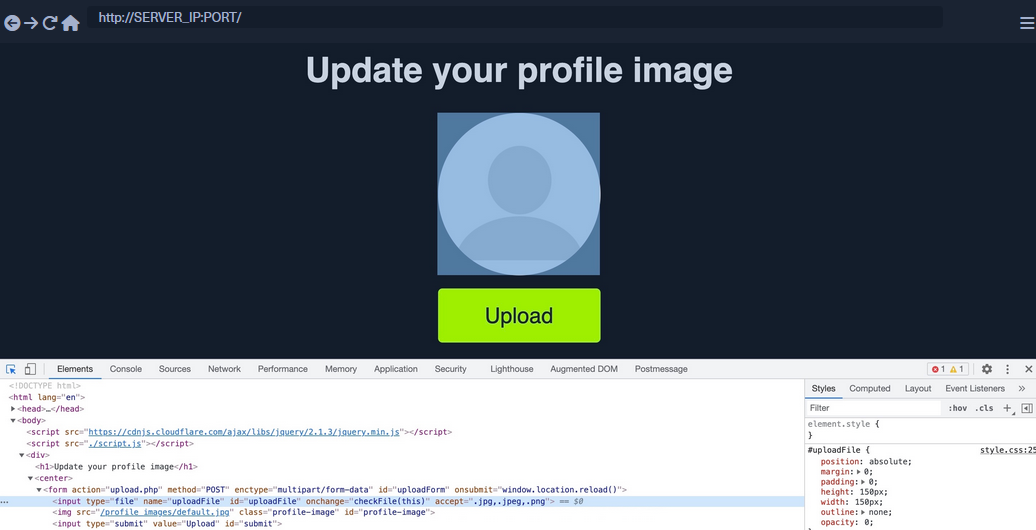 http://SERVER_IP:PORT/
Update your profile image
Upload
Elements Console Sources Network Performance Memory Application Security Lighthouse Augmented DOM Postmessage 1 1
<!DOCTYPE html>
<html lang="en">
<head>…</head>
<body>
<script src="https://cdnjs.cloudflare.com/ajax/libs/jquery/2.1.3/jquery.min.js"></script>
<script src="./script.js"></script>
<div>
<h1>Update your profile image</h1>
<center>
<form action="upload.php" method="POST" enctype="multipart/form-data" id="uploadForm" onsubmit="window.location.reload()">
... <input type="file" name="uploadFile" id="uploadFile" onchange="checkFile(this)" accept=".jpg,.jpeg,.png"> == $0
<img src="/profile_images/default.jpg" class="profile-image" id="profile-image">
<input type="submit" value="Upload" id="submit">
Styles Computed Layout Event Listeners »
Filter :hov .cls +
element.style {
}
#uploadFile { style.css:25
position: absolute;
margin: 0;
padding: 0;
height: 150px;
width: 150px;
outline: none;
opacity: 0;